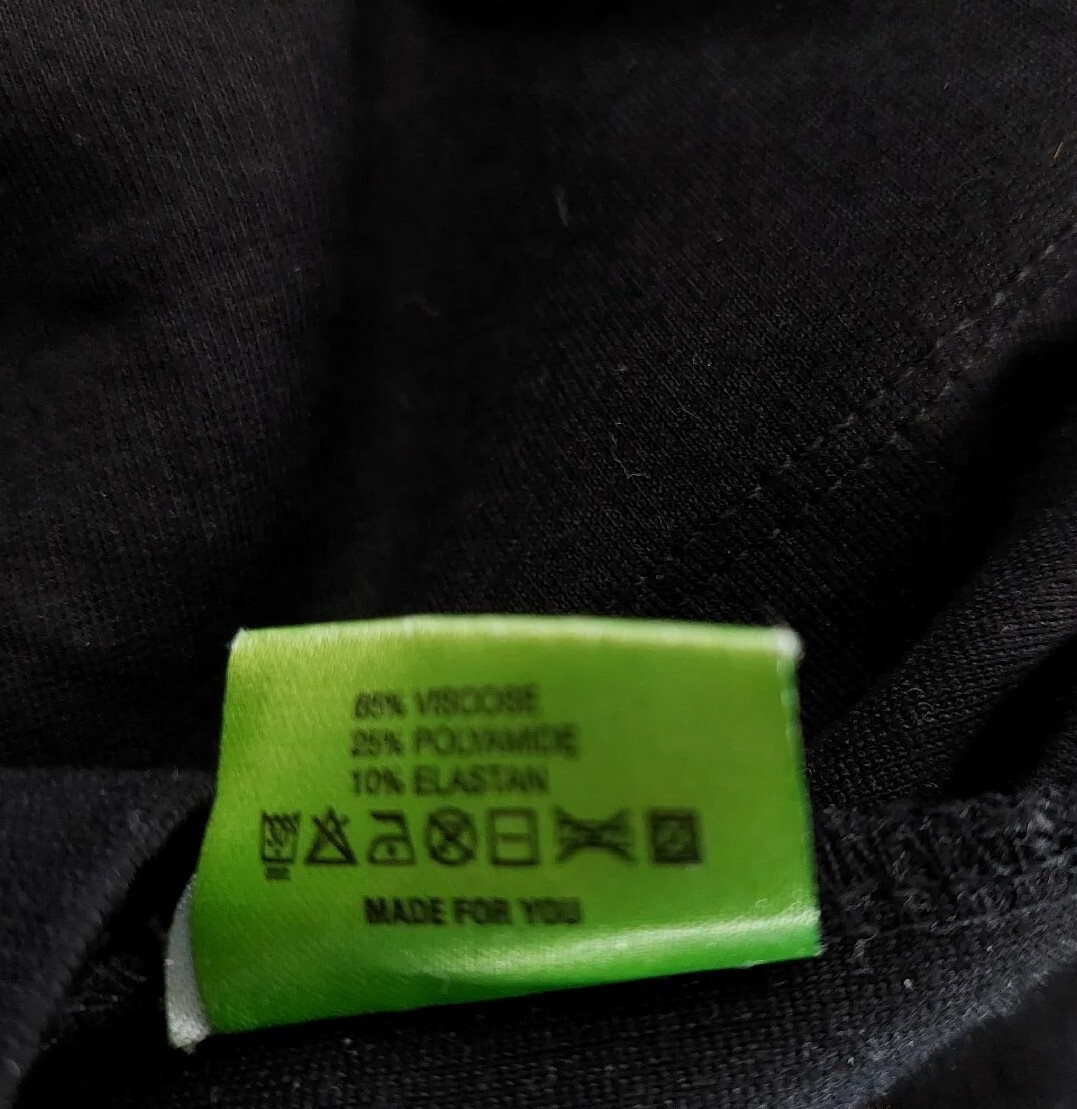 65% VISCOSE
25% POLYAMIDE
10% ELASTAN
MADE FOR YOU